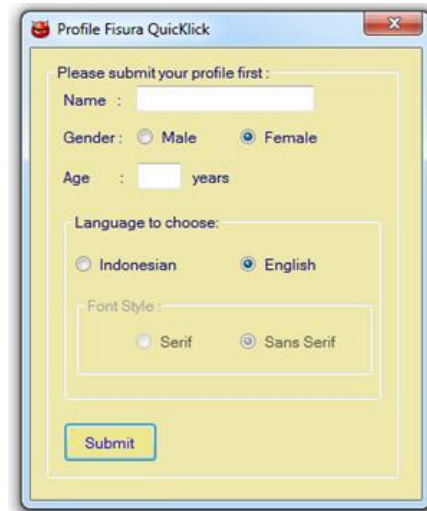 Profile Fisura QuicKlick
Please submit your profile first :
Name :
Gender : Male Female
Age : years
Language to choose:
Indonesian English
Font Style :
Serif Sans Serif
Submit